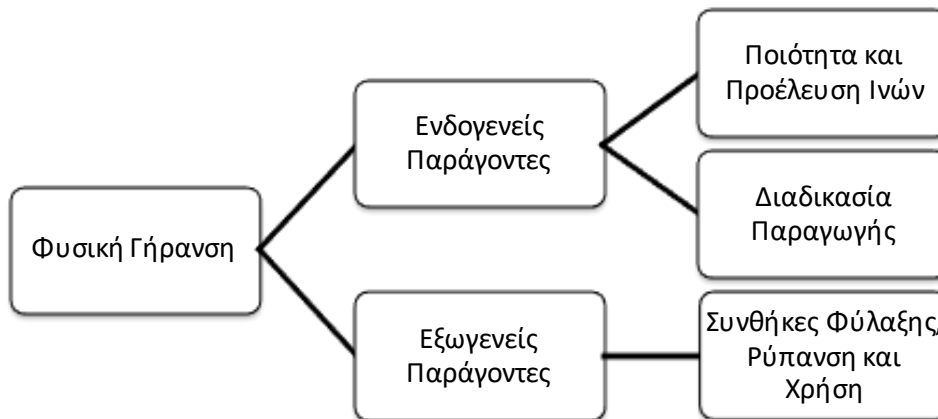 Φυσική Γήρανση
Ενδογενείς
Παράγοντες
Ποιότητα και
Προέλευση Ινών
Διαδικασία
Παραγωγής
Εξωγενείς
Παράγοντες
Συνθήκες Φύλαξης,
Ρύπανση και
Χρήση